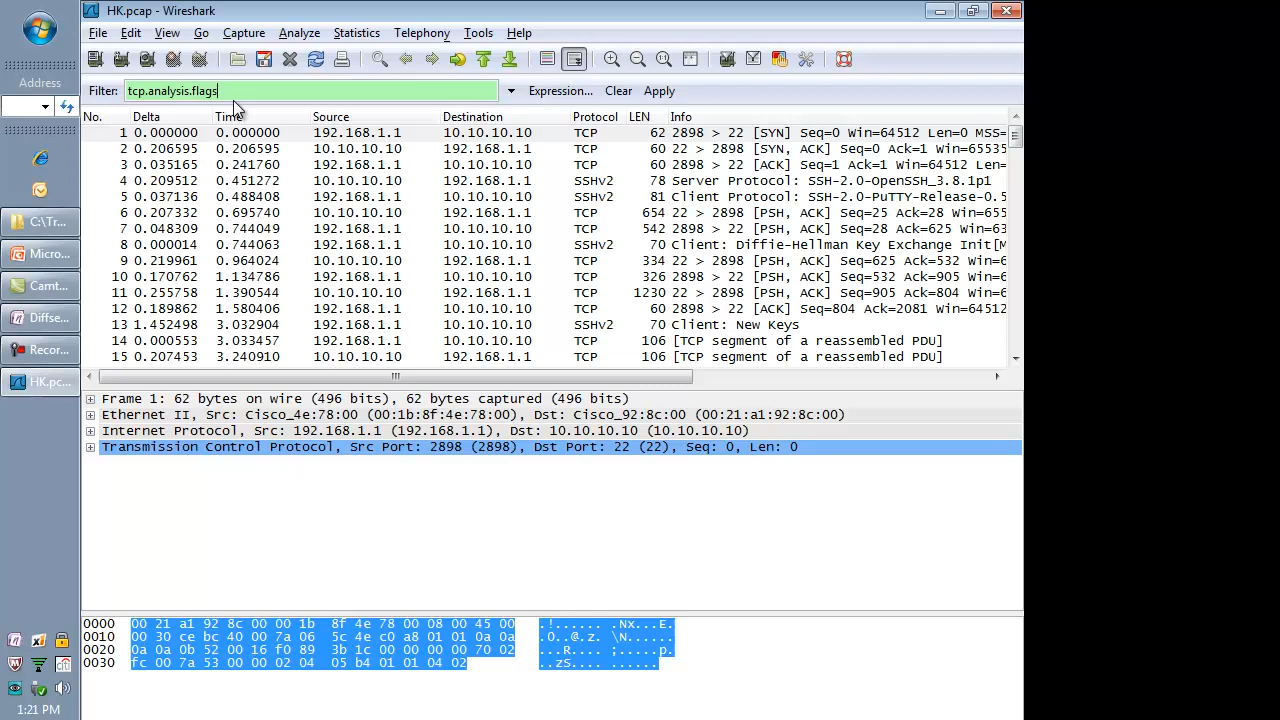 HK.pcap - Wireshark
File Edit View Go Capture Analyze Statistics Telephony Tools Help
Address
Filter: tcp.analysis.flags Expression... Clear Apply
No. Delta Time Source Destination Protocol LEN Info
1 0.000000 0.000000 192.168.1.1 10.10.10.10 TCP 62 2898 > 22 [SYN] Seq=0 Win=64512 Len=0 MSS=
2 0.206595 0.206595 10.10.10.10 192.168.1.1 TCP 60 22 > 2898 [SYN, ACK] Seq=0 Ack=1 Win=65535
3 0.035165 0.241760 192.168.1.1 10.10.10.10 TCP 60 2898 > 22 [ACK] Seq=1 Ack=1 Win=64512 Len=
4 0.209512 0.451272 10.10.10.10 192.168.1.1 SSHv2 78 Server Protocol: SSH-2.0-OpenSSH_3.8.1p1
5 0.037136 0.488408 192.168.1.1 10.10.10.10 SSHv2 81 Client Protocol: SSH-2.0-PuTTY-Release-0.5
6 0.207332 0.695740 10.10.10.10 192.168.1.1 TCP 654 22 > 2898 [PSH, ACK] Seq=25 Ack=28 Win=655
7 0.048309 0.744049 192.168.1.1 10.10.10.10 TCP 542 2898 > 22 [PSH, ACK] Seq=28 Ack=625 Win=63
8 0.000014 0.744063 192.168.1.1 10.10.10.10 SSHv2 70 Client: Diffie-Hellman Key Exchange Init[M
9 0.219961 0.964024 10.10.10.10 192.168.1.1 TCP 334 22 > 2898 [PSH, ACK] Seq=625 Ack=532 Win=6
10 0.170762 1.134786 192.168.1.1 10.10.10.10 TCP 326 2898 > 22 [PSH, ACK] Seq=532 Ack=905 Win=6
11 0.255758 1.390544 10.10.10.10 192.168.1.1 TCP 1230 22 > 2898 [PSH, ACK] Seq=905 Ack=804 Win=6
12 0.189862 1.580406 192.168.1.1 10.10.10.10 TCP 60 2898 > 22 [ACK] Seq=804 Ack=2081 Win=64512
13 1.452498 3.032904 192.168.1.1 10.10.10.10 SSHv2 70 Client: New Keys
14 0.000553 3.033457 192.168.1.1 10.10.10.10 TCP 106 [TCP segment of a reassembled PDU]
15 0.207453 3.240910 10.10.10.10 192.168.1.1 TCP 106 [TCP segment of a reassembled PDU]
C:\Tr...
Micro...
Camt...
Diffse...
Recor...
HK.pc...
Frame 1: 62 bytes on wire (496 bits), 62 bytes captured (496 bits)
Ethernet II, Src: Cisco_4e:78:00 (00:1b:8f:4e:78:00), Dst: Cisco_92:8c:00 (00:21:a1:92:8c:00)
Internet Protocol, Src: 192.168.1.1 (192.168.1.1), Dst: 10.10.10.10 (10.10.10.10)
Transmission Control Protocol, Src Port: 2898 (2898), Dst Port: 22 (22), Seq: 0, Len: 0
0000 00 21 a1 92 8c 00 00 1b 8f 4e 78 00 08 00 45 00 .!...... .Nx...E.
0010 00 30 ce bc 40 00 7a 06 5c 4e c0 a8 01 01 0a 0a .0..@.z. \N......
0020 0a 0a 0b 52 00 16 f0 89 3b 1c 00 00 00 00 70 02 ...R.... ;.....p.
0030 fc 00 7a 53 00 00 02 04 05 b4 01 01 04 02 ..zS.... ......
1:21 PM